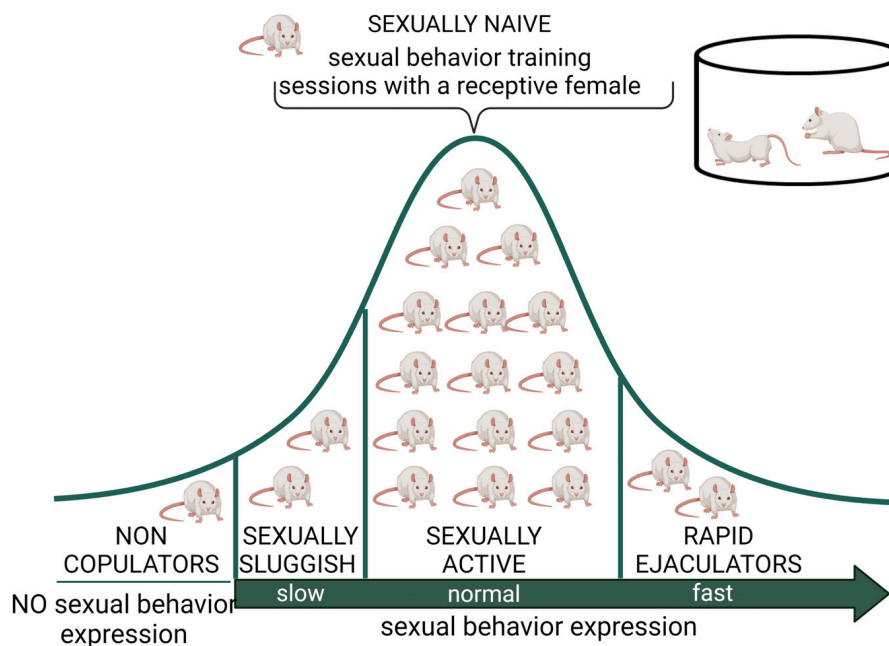 SEXUALLY NAIVE
sexual behavior training
sessions with a receptive female
NON
COPULATORS
SEXUALLY
SLUGGISH
SEXUALLY
ACTIVE
RAPID
EJACULATORS
slow
normal
fast
NO sexual behavior
expression
sexual behavior expression